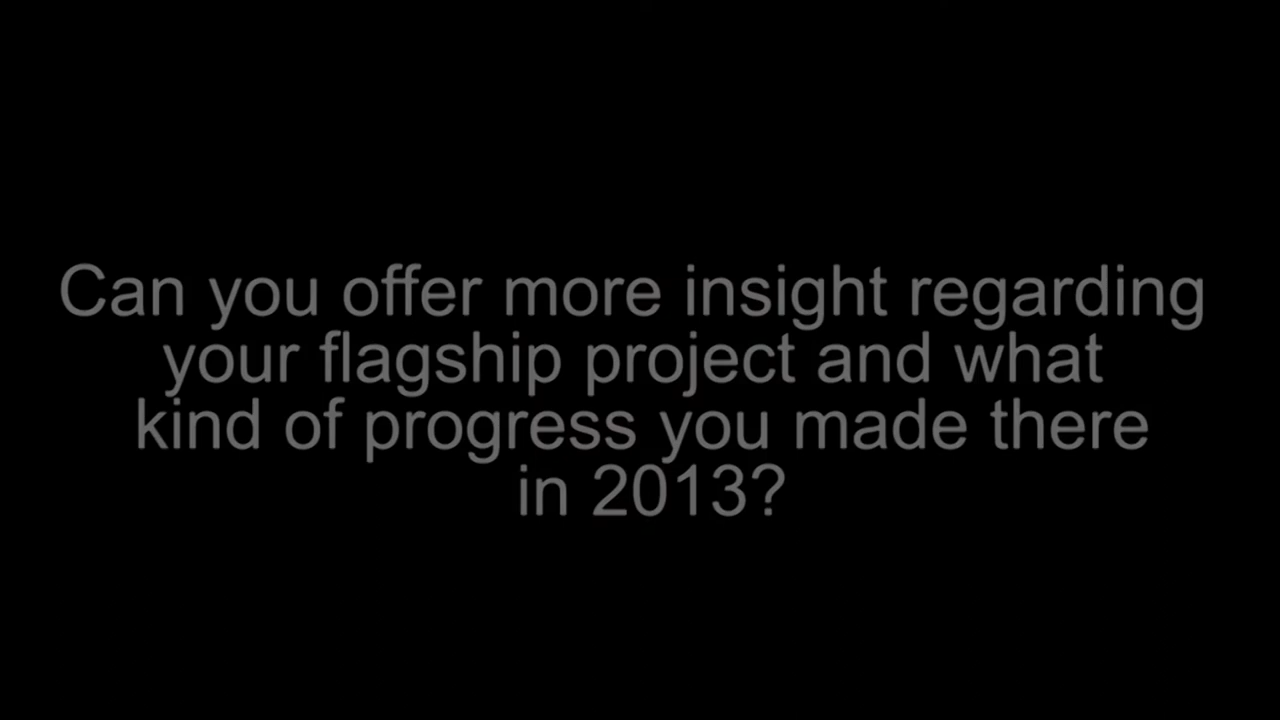 Can you offer more insight regarding
your flagship project and what
kind of progress you made there
in 2013?